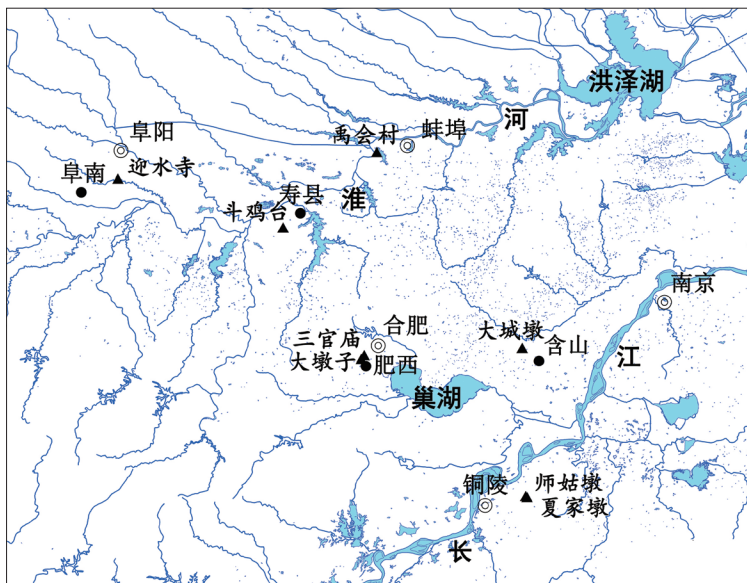 洪泽湖
河
禹会村
蚌埠
阜阳
迎水寺
阜南
淮
寿县
斗鸡台
南京
三官庙
合肥
大墩子
肥西
大城墩
含山
江
巢湖
铜陵
师姑墩
夏家墩
长